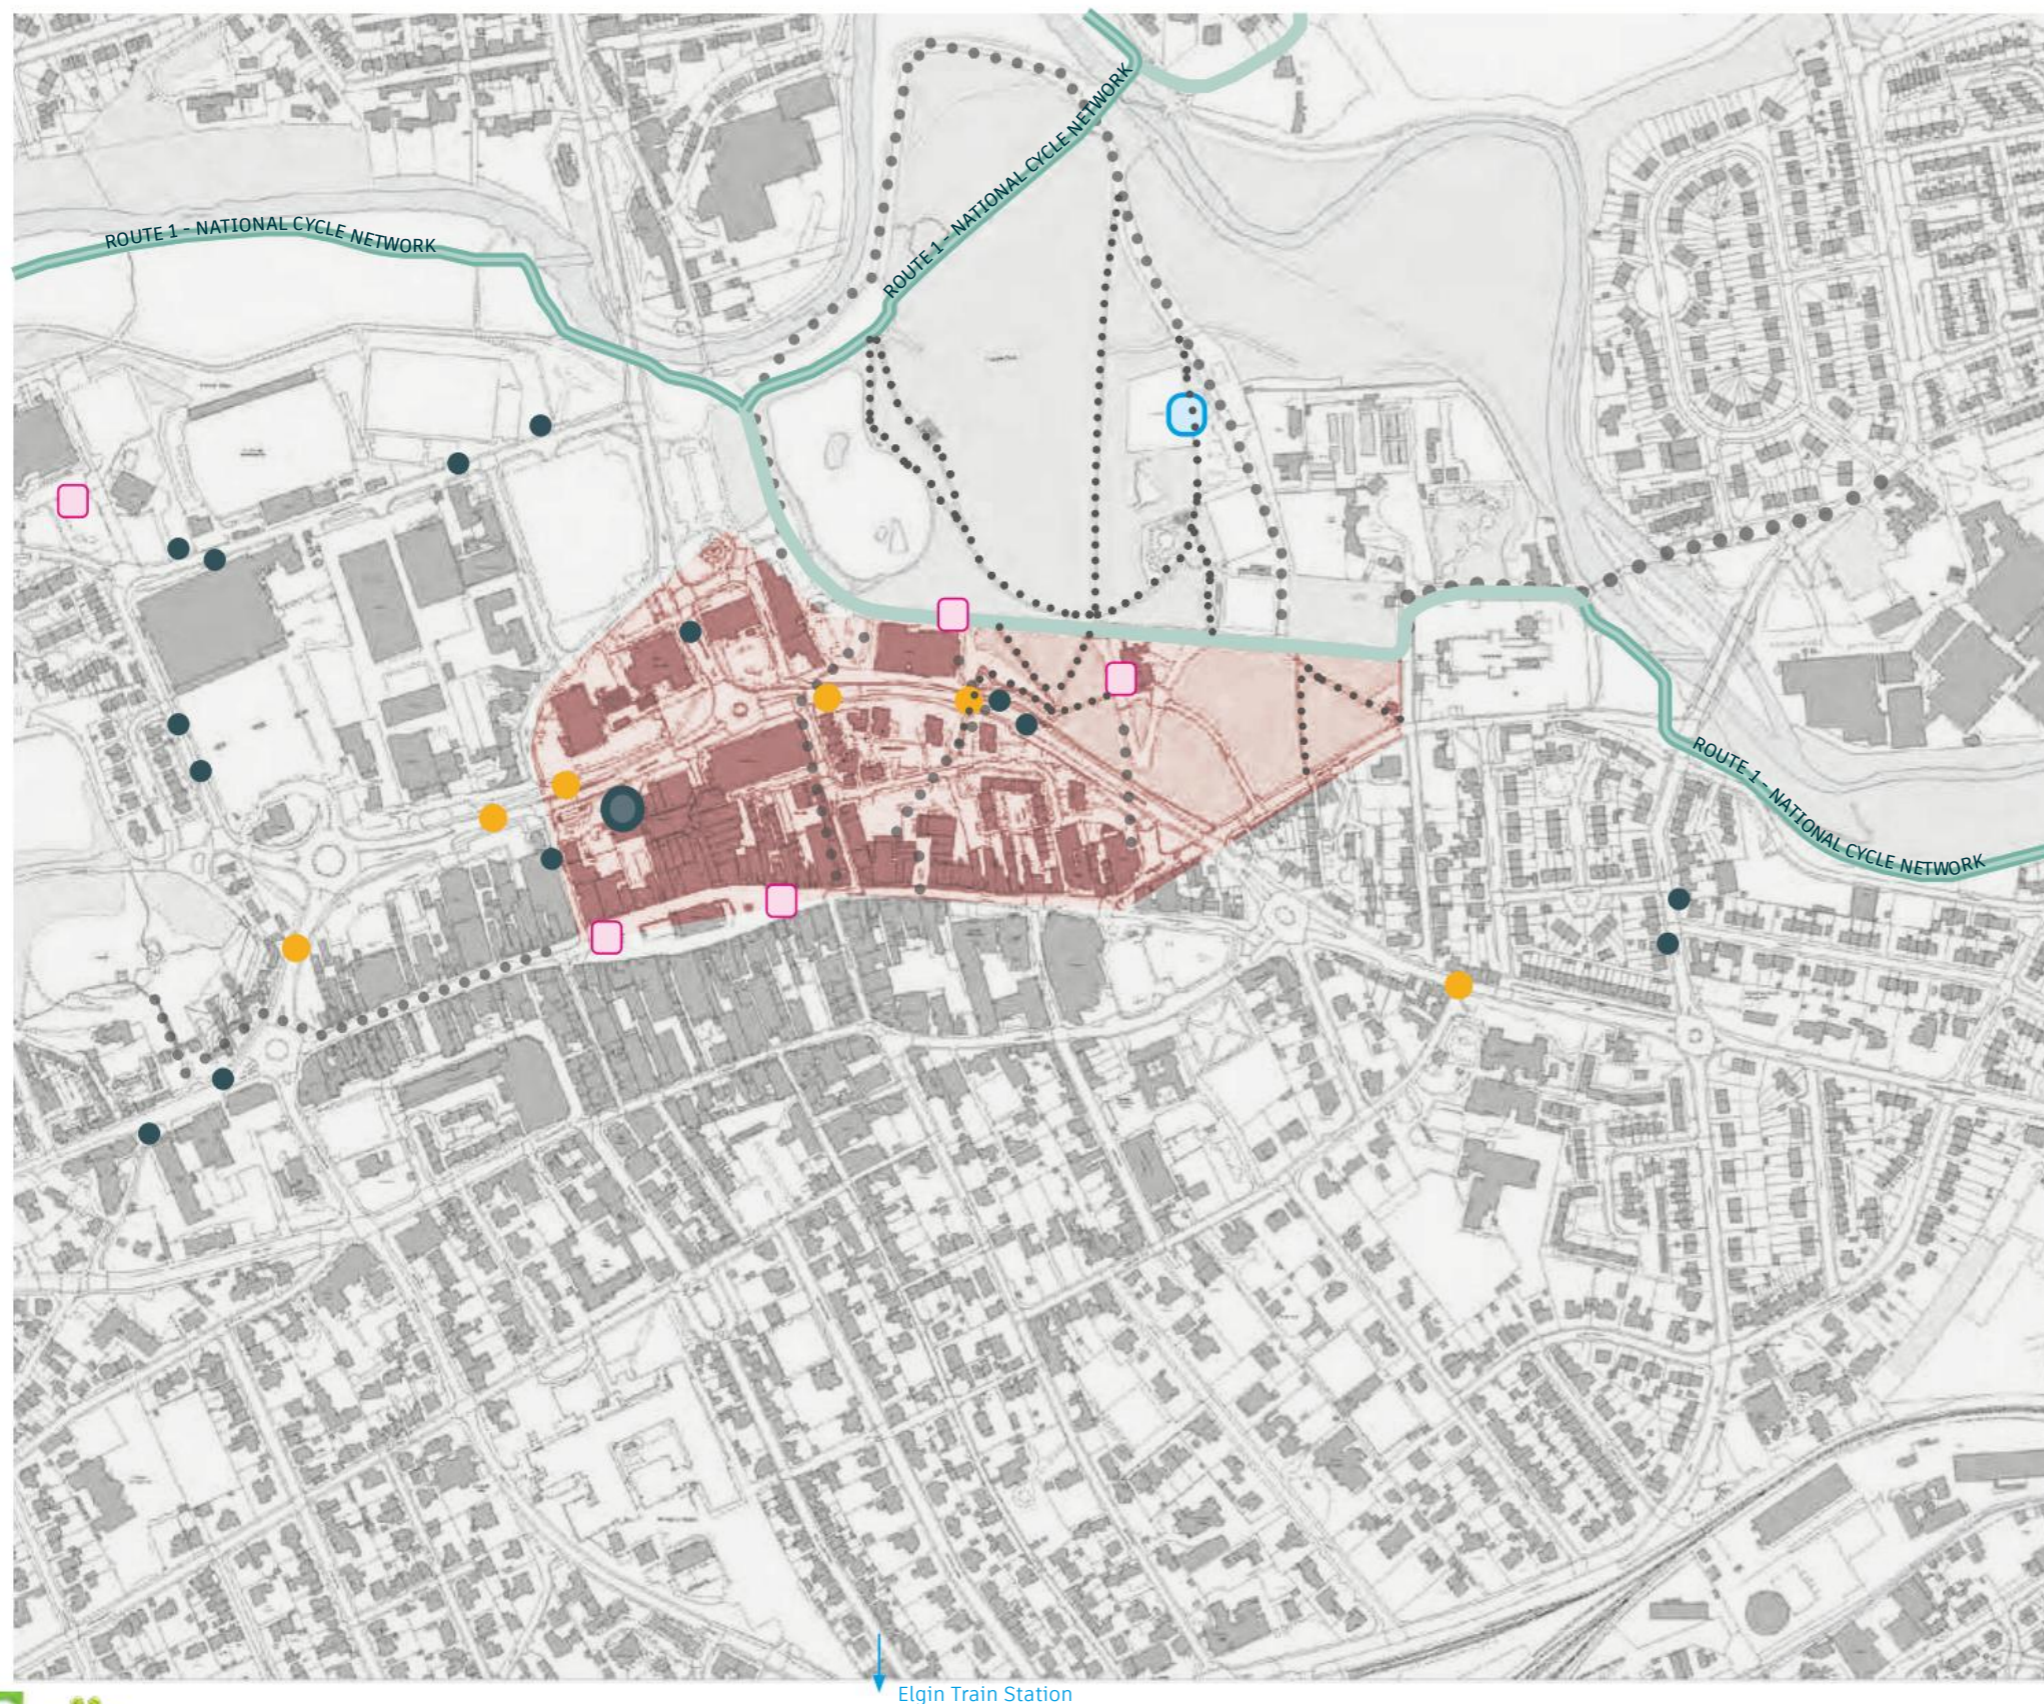 ROUTE 1 - NATIONAL CYCLE NETWORK
ROUTE 1 - NATIONAL CYCLE NETWORK
ROUTE 1 - NATIONAL CYCLE NETWORK
Elgin Train Station